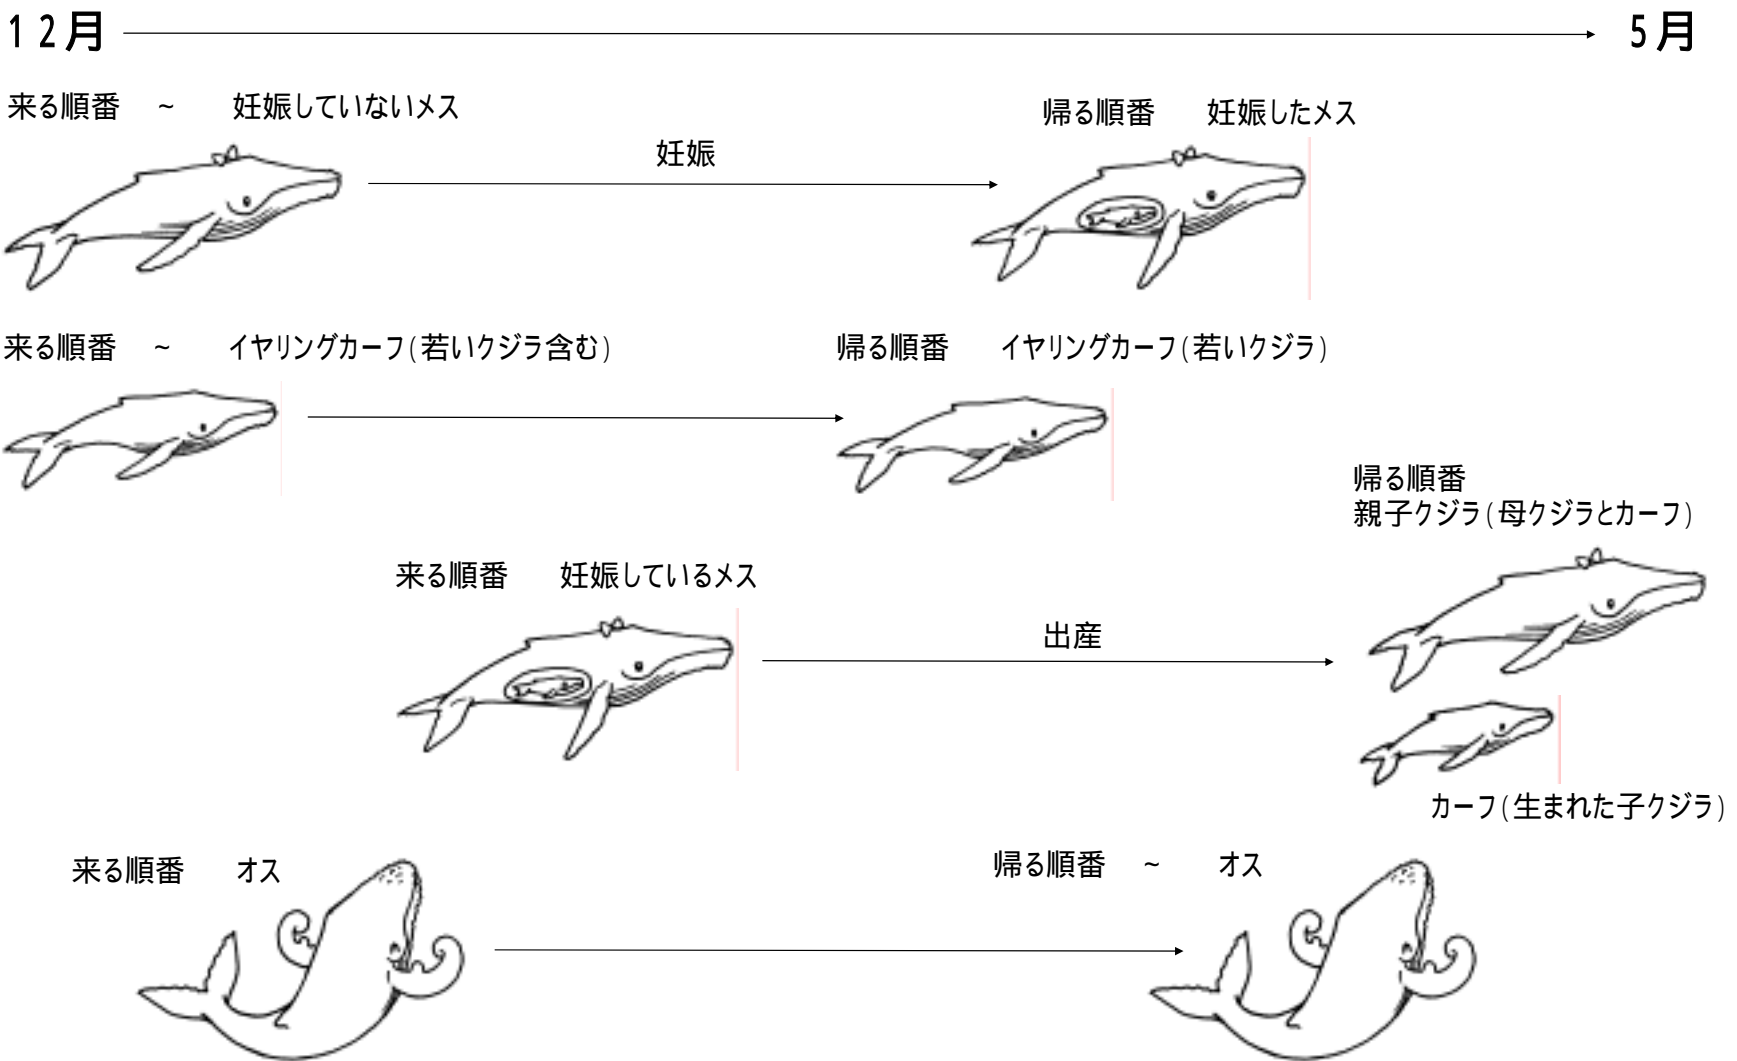 12月
5月
来る順番 ~ 妊娠していないメス
帰る順番 妊娠したメス
妊娠
来る順番 ~ イヤリングカーフ(若いクジラ含む)
帰る順番 イヤリングカーフ(若いクジラ)
帰る順番
親子クジラ(母クジラとカーフ)
来る順番 妊娠しているメス
出産
カーフ(生まれた子クジラ)
来る順番 オス
帰る順番 ~ オス